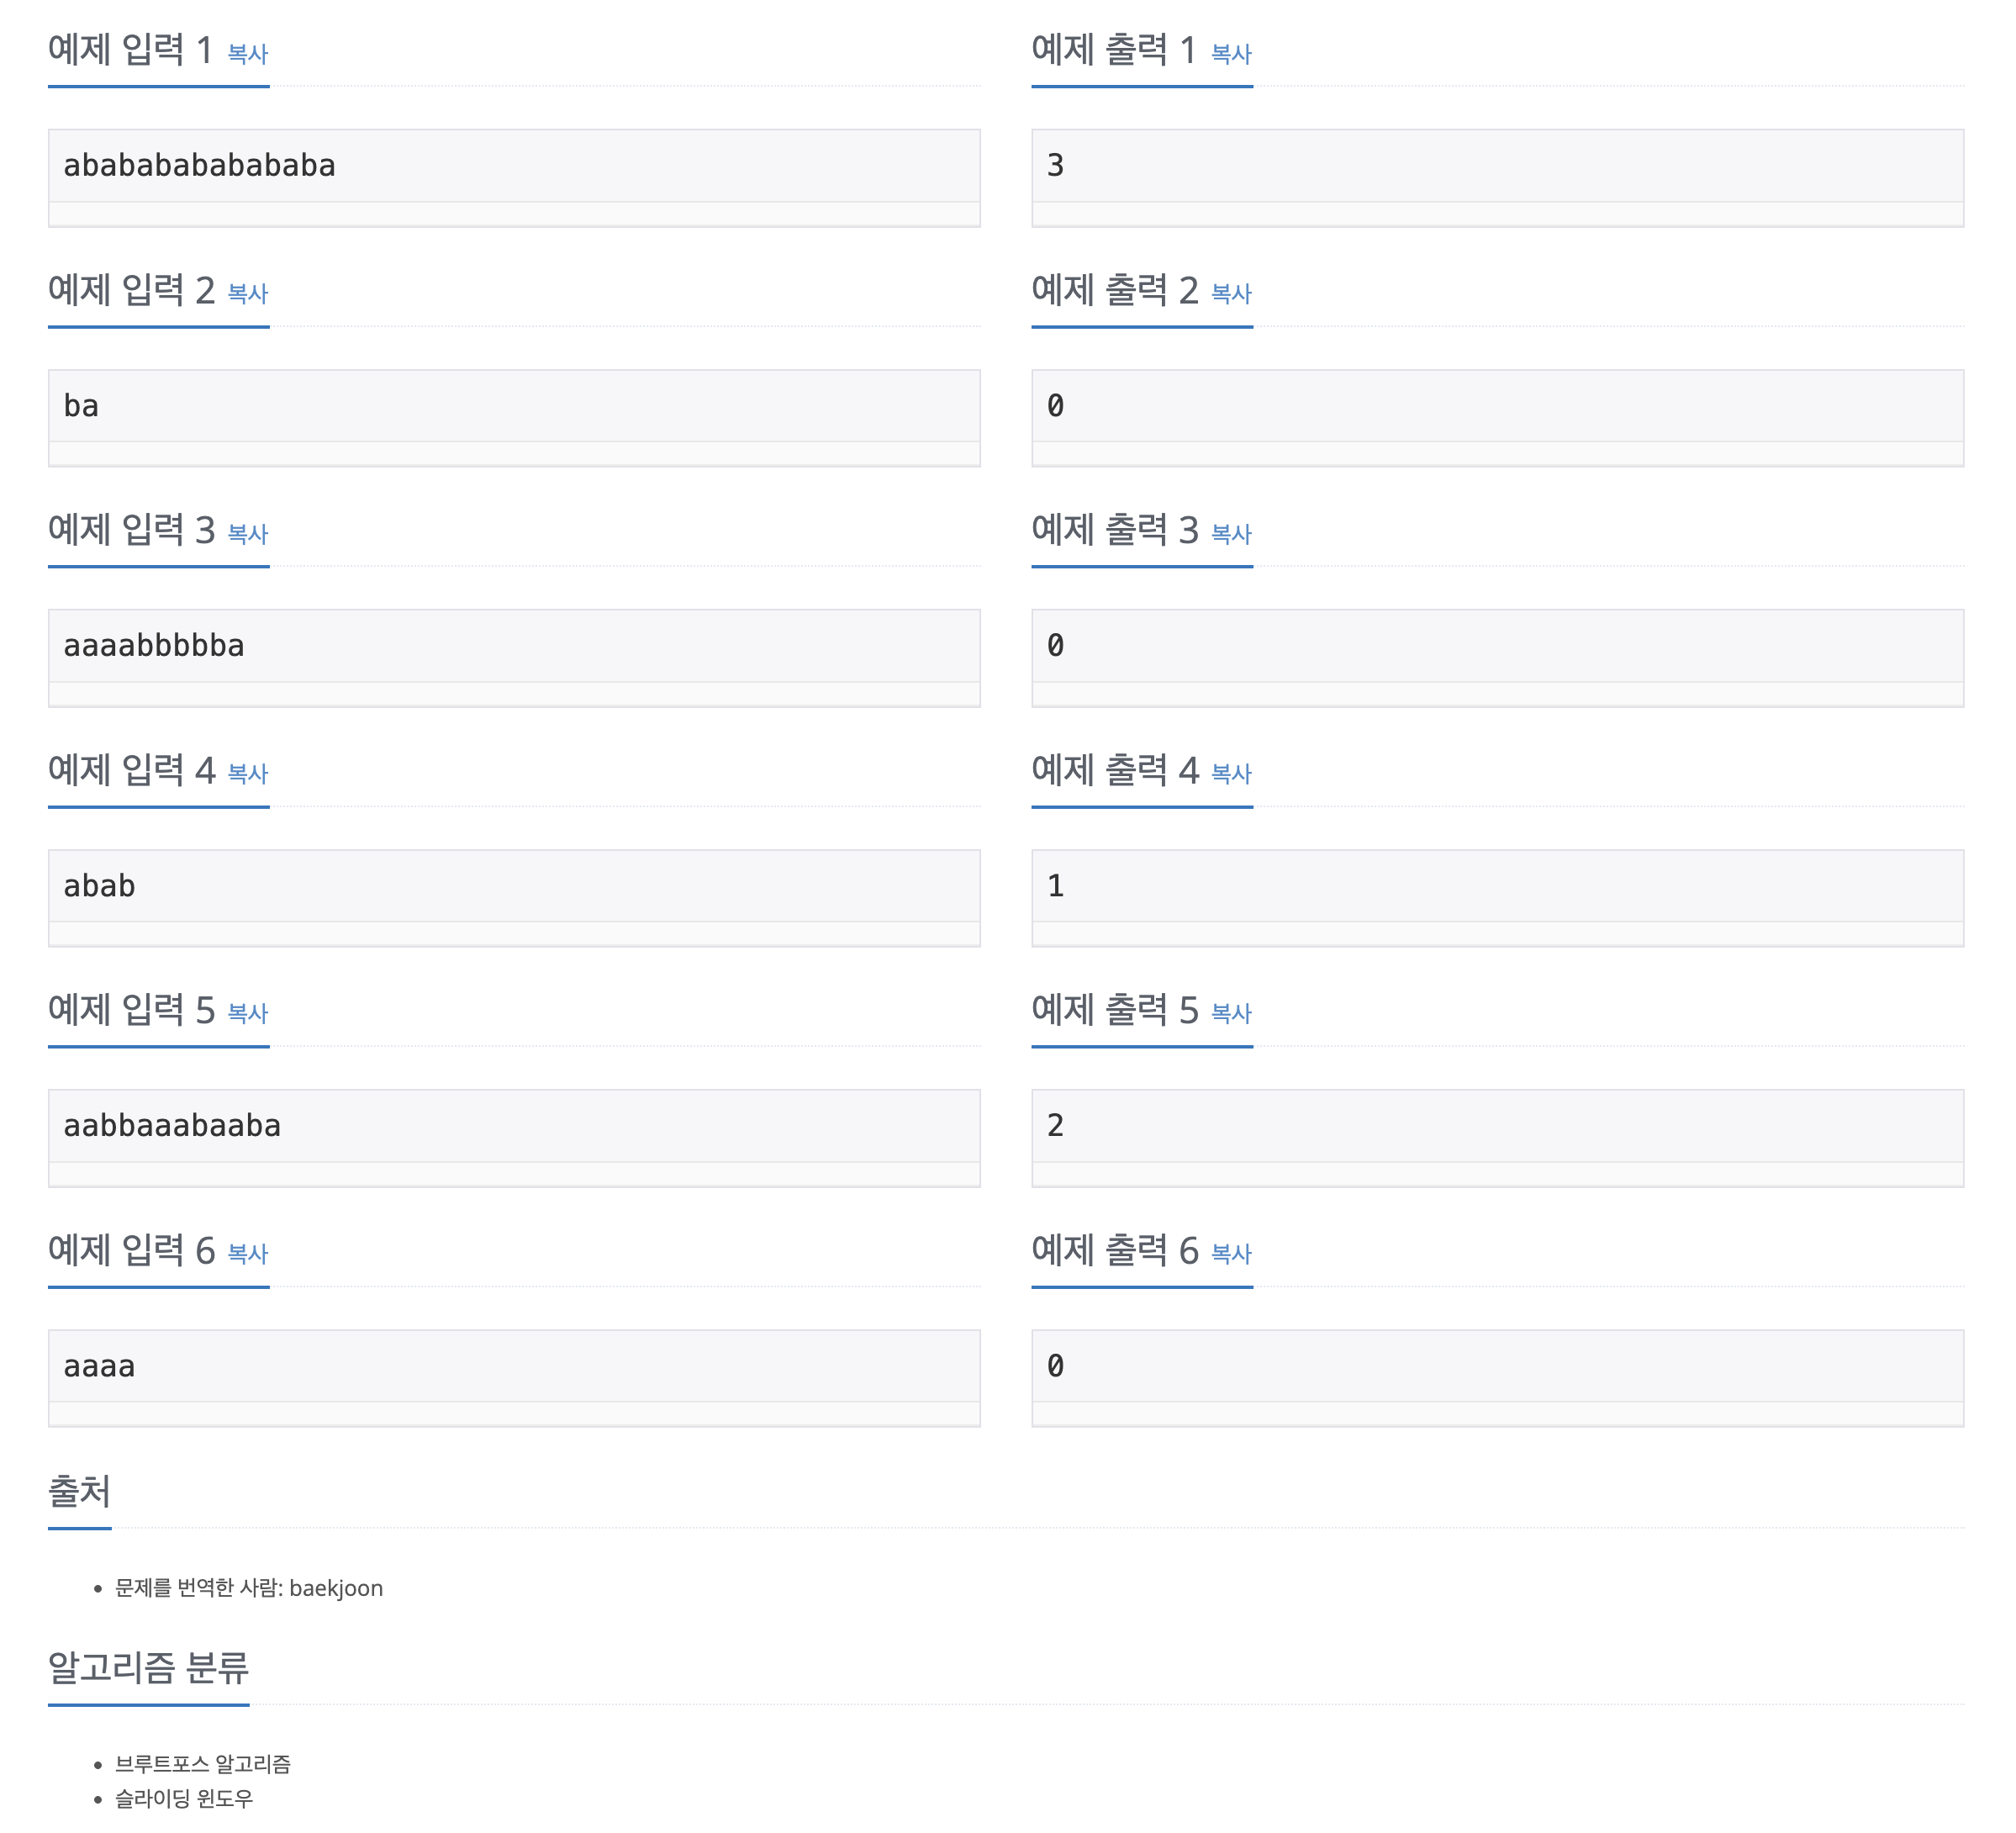 예제 입력 1 복사
예제 출력 1 복사
ababababababab​a
3
예제 입력 2 복사
예제 출력 2 복사
ba
0
예제 입력 3 복사
예제 출력 3 복사
aaaabbbbba
0
예제 입력 4 복사
예제 출력 4 복사
abab
1
예제 입력 5 복사
예제 출력 5 복사
aabbaaabaaba
2
예제 입력 6 복사
예제 출력 6 복사
aaaa
0
출처
문제를 번역한 사람: baekjoon
알고리즘 분류
브루트포스 알고리즘
슬라이딩 윈도우